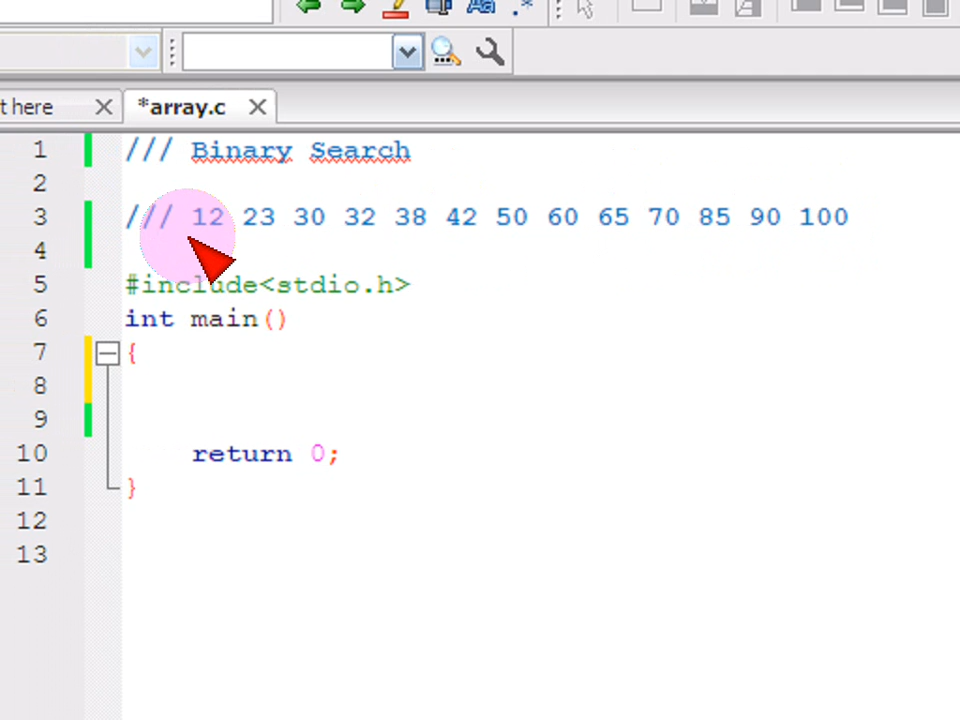 t here
*array.c
1 /// Binary Search
2
3 /// 12 23 30 32 38 42 50 60 65 70 85 90 100
4
5 #include<stdio.h>
6 int main()
7 {
8
9
10 return 0;
11 }
12
13